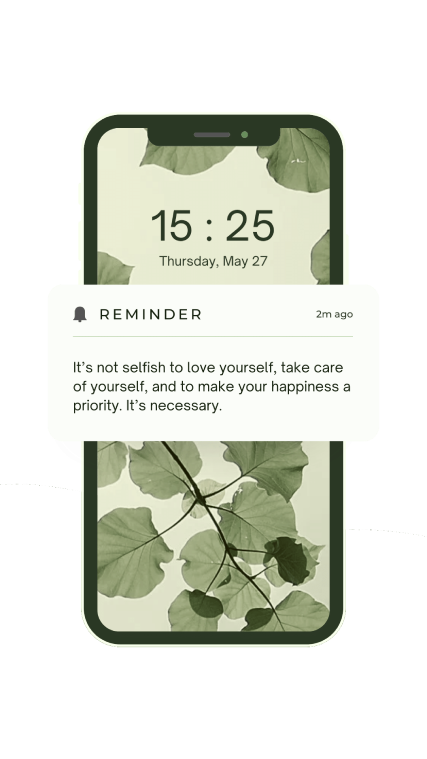 15 : 25
Thursday, May 27
REMINDER 2m ago
It's not selfish to love yourself, take care
of yourself, and to make your happiness a
priority. It's necessary.